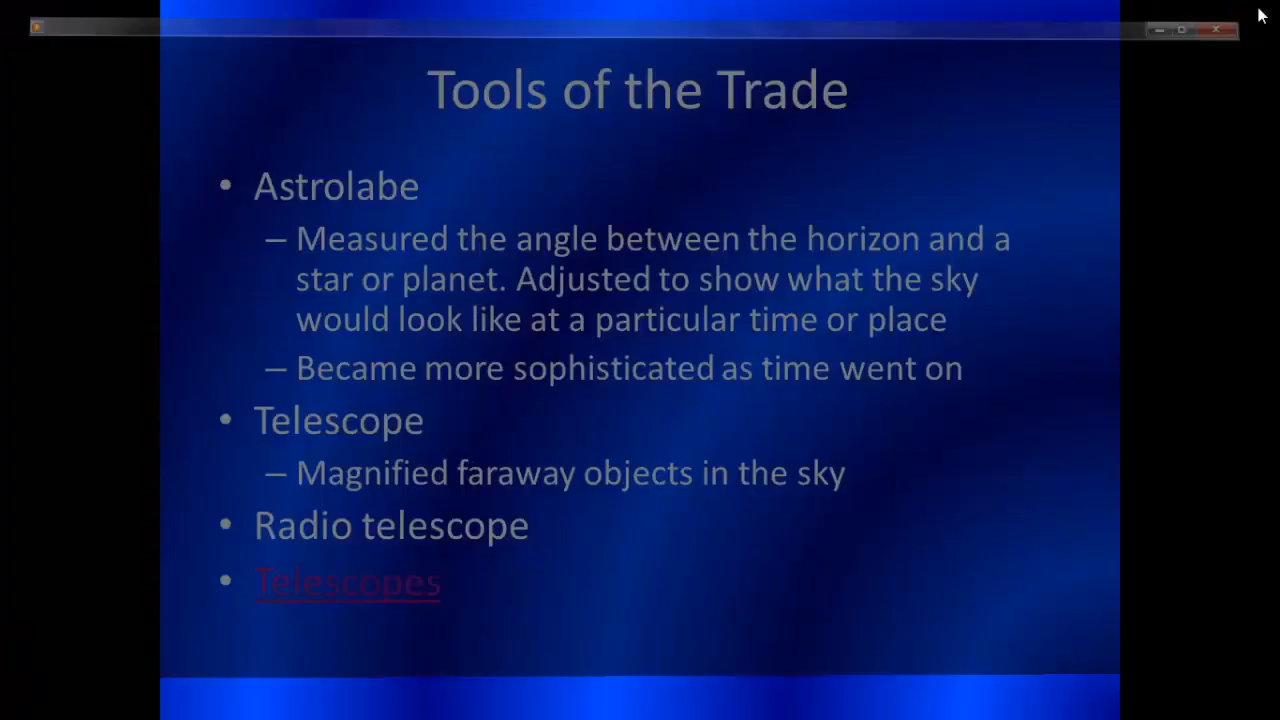 Tools of the Trade
• Astrolabe
– Measured the angle between the horizon and a
star or planet. Adjusted to show what the sky
would look like at a particular time or place
– Became more sophisticated as time went on
• Telescope
– Magnified faraway objects in the sky
• Radio telescope
• Telescopes